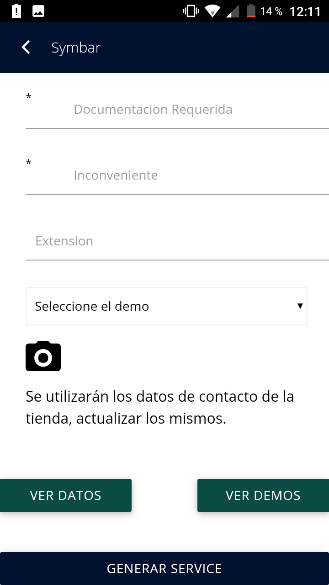 14 % 12:11
Symbar
*
Documentacion Requerida
*
Inconveniente
Extension
Seleccione el demo
Se utilizarán los datos de contacto de la
tienda, actualizar los mismos.
VER DATOS
VER DEMOS
GENERAR SERVICE